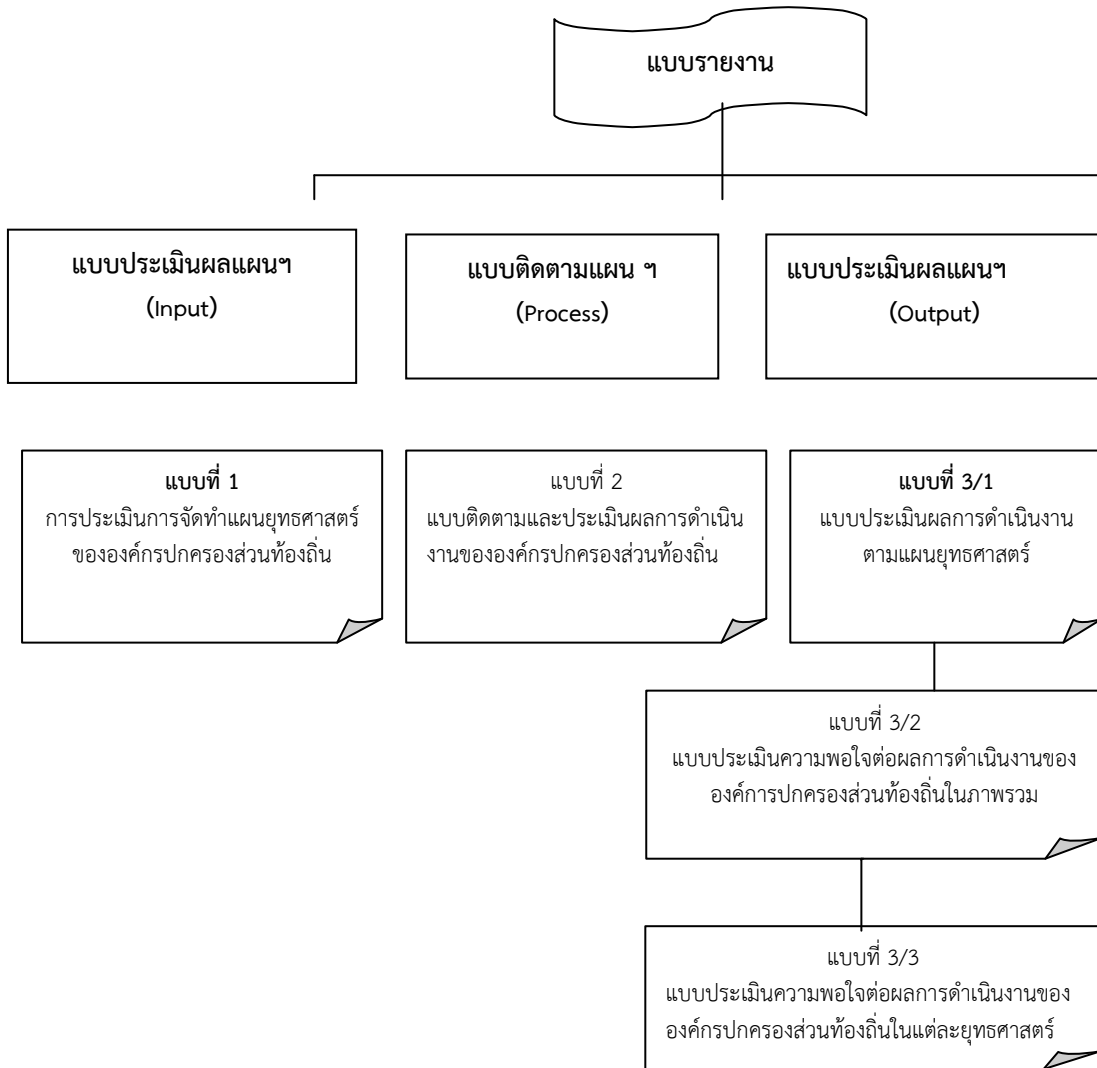 แบบรายงาน
แบบประเมินผลแผนฯ
(Input)
แบบติดตามแผน ฯ
(Process)
แบบประเมินผลแผนฯ
(Output)
แบบที่ 1
การประเมินการจัดทำแผนยุทธศาสตร์
ขององค์กรปกครองส่วนท้องถิ่น
แบบที่ 2
แบบติดตามและประเมินผลการดำเนิน
งานขององค์กรปกครองส่วนท้องถิ่น
แบบที่ 3/1
แบบประเมินผลการดำเนินงาน
ตามแผนยุทธศาสตร์
แบบที่ 3/2
แบบประเมินความพอใจต่อผลการดำเนินงานของ
องค์การปกครองส่วนท้องถิ่นในภาพรวม
แบบที่ 3/3
แบบประเมินความพอใจต่อผลการดำเนินงานของ
องค์กรปกครองส่วนท้องถิ่นในแต่ละยุทธศาสตร์